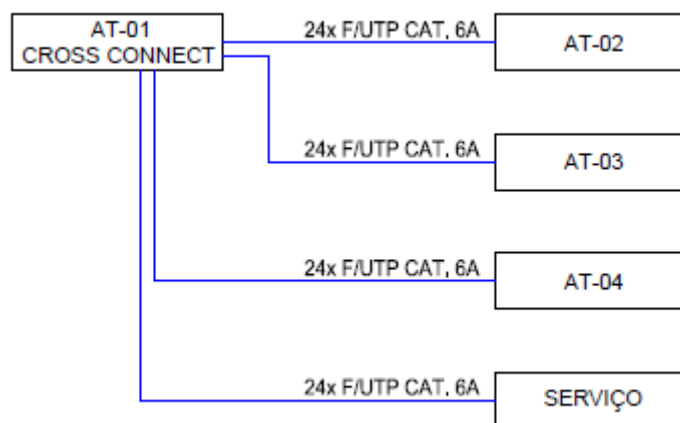 AT-01
CROSS CONNECT
24x F/UTP CAT. 6A
AT-02
24x F/UTP CAT. 6A
AT-03
24x F/UTP CAT. 6A
AT-04
24x F/UTP CAT. 6A
SERVIÇO